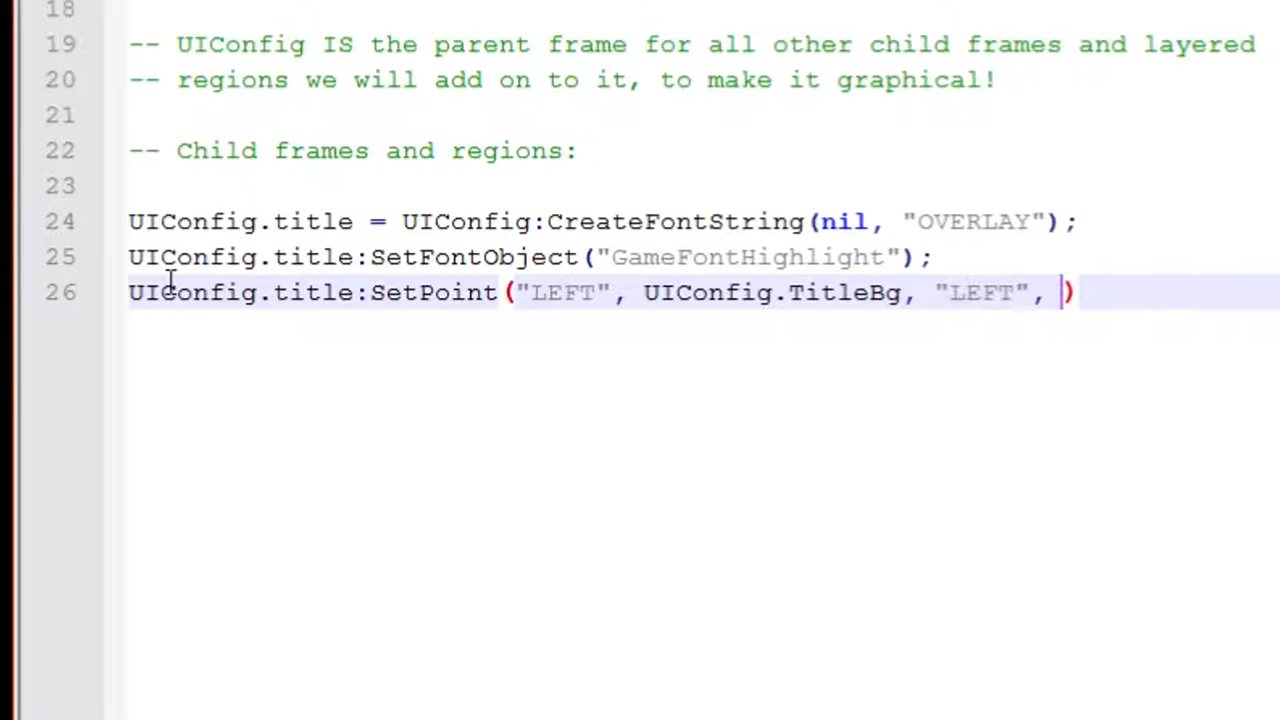 18
19 -- UIConfig IS the parent frame for all other child frames and layered
20 -- regions we will add on to it, to make it graphical!
21
22 -- Child frames and regions:
23
24 UIConfig.title = UIConfig:CreateFontString(nil, "OVERLAY");
25 UIConfig.title:SetFontObject("GameFontHighlight");
26 UIConfig.title:SetPoint("LEFT", UIConfig.TitleBg, "LEFT", )